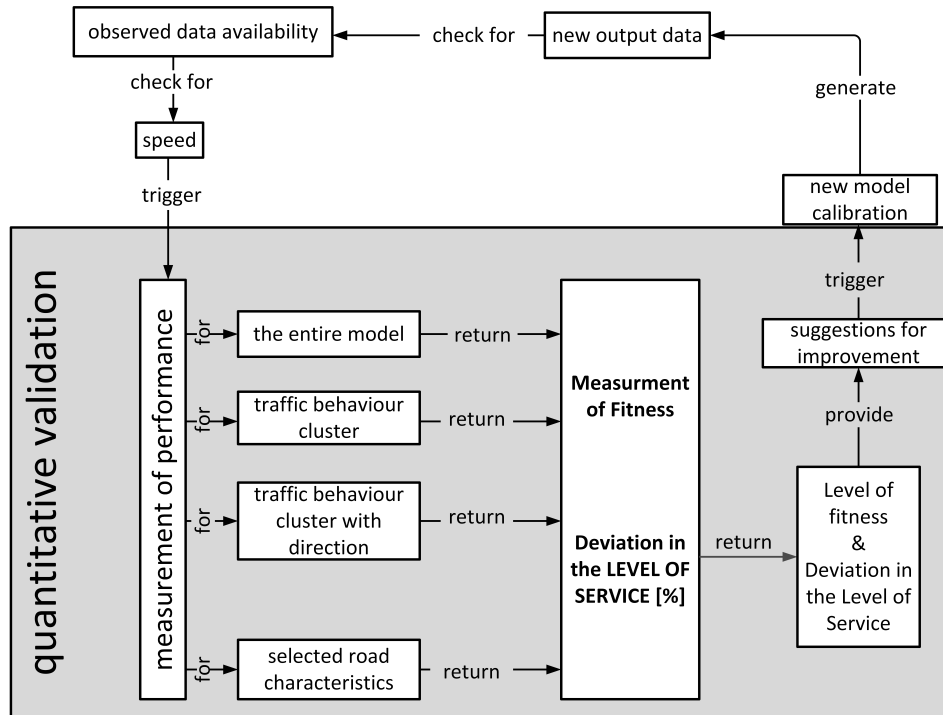 observed data availability
check for
new output data
check for
generate
speed
trigger
new model
calibration
quantitative validation
measurement of performance
for
the entire model
return
for
traffic behaviour
cluster
return
for
traffic behaviour
cluster with
direction
return
for
selected road
characteristics
return
Measurment
of Fitness
Deviation in
the LEVEL OF
SERVICE [%]
return
Level of
fitness
&
Deviation in
the Level of
Service
provide
suggestions for
improvement
trigger